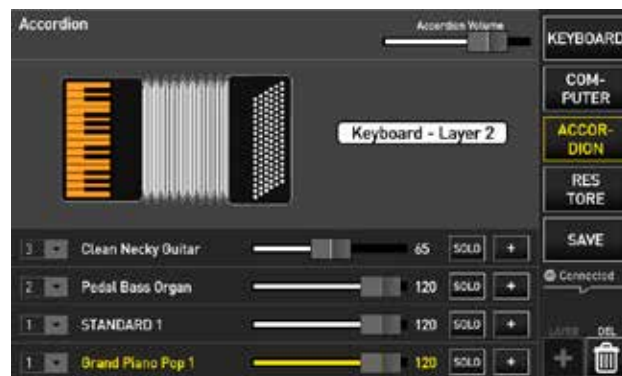 Accordion
Accordion Volume
KEYBOARD
COM-
PUTER
Keyboard - Layer 2
ACCOR-
DION
RES
TORE
SAVE
3 Clean Necky Guitar 65 SOLO +
Connected
2 Pedal Bass Organ 120 SOLO +
1 STANDARD 1 120 SOLO +
LAYER DEL
1 Grand Piano Pop 1 120 SOLO +
+